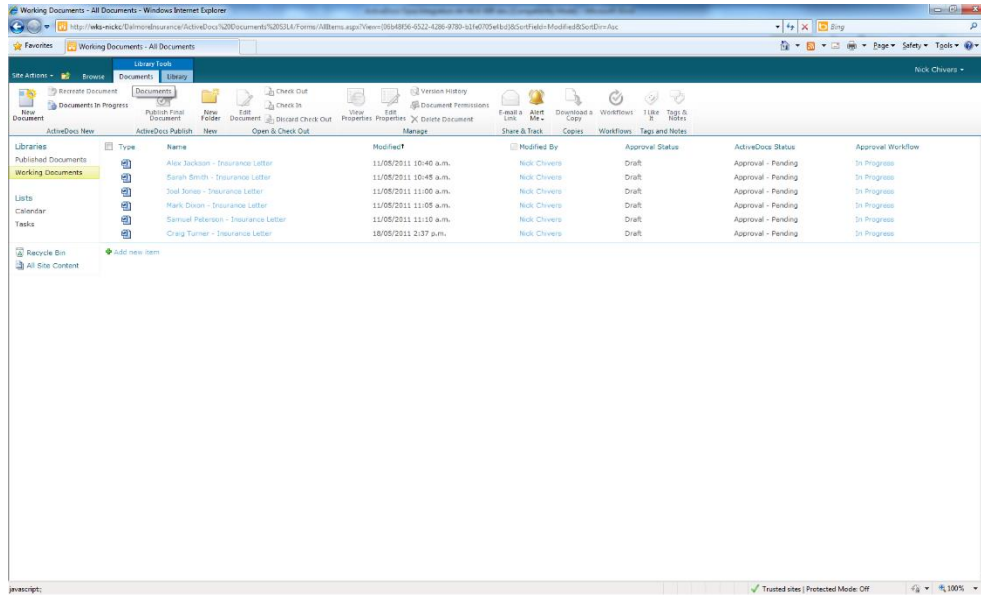 Working Documents - All Documents - Windows Internet Explorer
Bing
Favorites Working Documents - All Documents Page Safety Tools
Library Tools
Site Actions Browse Documents Library Nick Chivers
New Document
Recreate Document
Documents In Progress
Documents
Publish Final Document
New Folder
Edit Document
Check Out
Check In
Discard Check Out
View Properties
Edit Properties
Version History
Document Permissions
Delete Document
E-mail a Link
Alert Me
Download a Copy
Workflows
I Like It
Tags & Notes
ActiveDocs New ActiveDocs Publish New Open & Check Out Manage Share & Track Copies Workflows Tags and Notes
Libraries
Published Documents
Working Documents
Lists
Calendar
Tasks
Recycle Bin
All Site Content
Type Name Modified Modified By Approval Status ActiveDocs Status Approval Workflow
Alex Jackson - Insurance Letter 11/05/2011 10:40 a.m. Nick Chivers Draft Approval - Pending In Progress
Sarah Smith - Insurance Letter 11/05/2011 10:45 a.m. Nick Chivers Draft Approval - Pending In Progress
Joel Jones - Insurance Letter 11/05/2011 11:00 a.m. Nick Chivers Draft Approval - Pending In Progress
Mark Dixon - Insurance Letter 11/05/2011 11:05 a.m. Nick Chivers Draft Approval - Pending In Progress
Samuel Peterson - Insurance Letter 11/05/2011 11:10 a.m. Nick Chivers Draft Approval - Pending In Progress
Craig Turner - Insurance Letter 18/05/2011 2:37 p.m. Nick Chivers Draft Approval - Pending In Progress
Add new item
javascript:; Trusted sites | Protected Mode: Off 100%